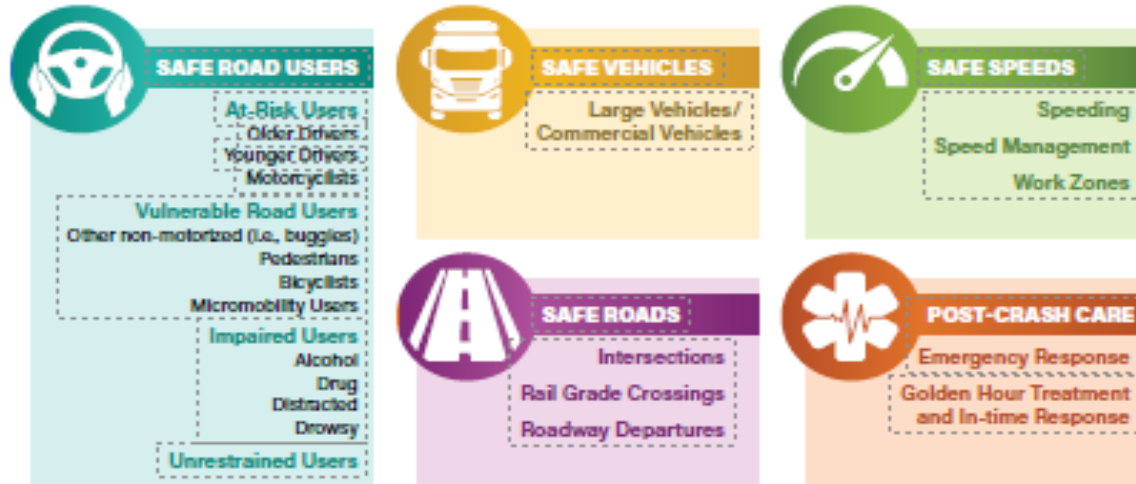 SAFE ROAD USERS
At-Risk Users
Older Drivers
Younger Drivers
Motorcyclists
Vulnerable Road Users
Other non-motorized (i.e., buggies)
Pedestrians
Bicyclists
Micromobility Users
Impaired Users
Alcohol
Drug
Distracted
Drowsy
Unrestrained Users
SAFE VEHICLES
Large Vehicles/
Commercial Vehicles
SAFE SPEEDS
Speeding
Speed Management
Work Zones
SAFE ROADS
Intersections
Rail Grade Crossings
Roadway Departures
POST-CRASH CARE
Emergency Response
Golden Hour Treatment
and In-time Response